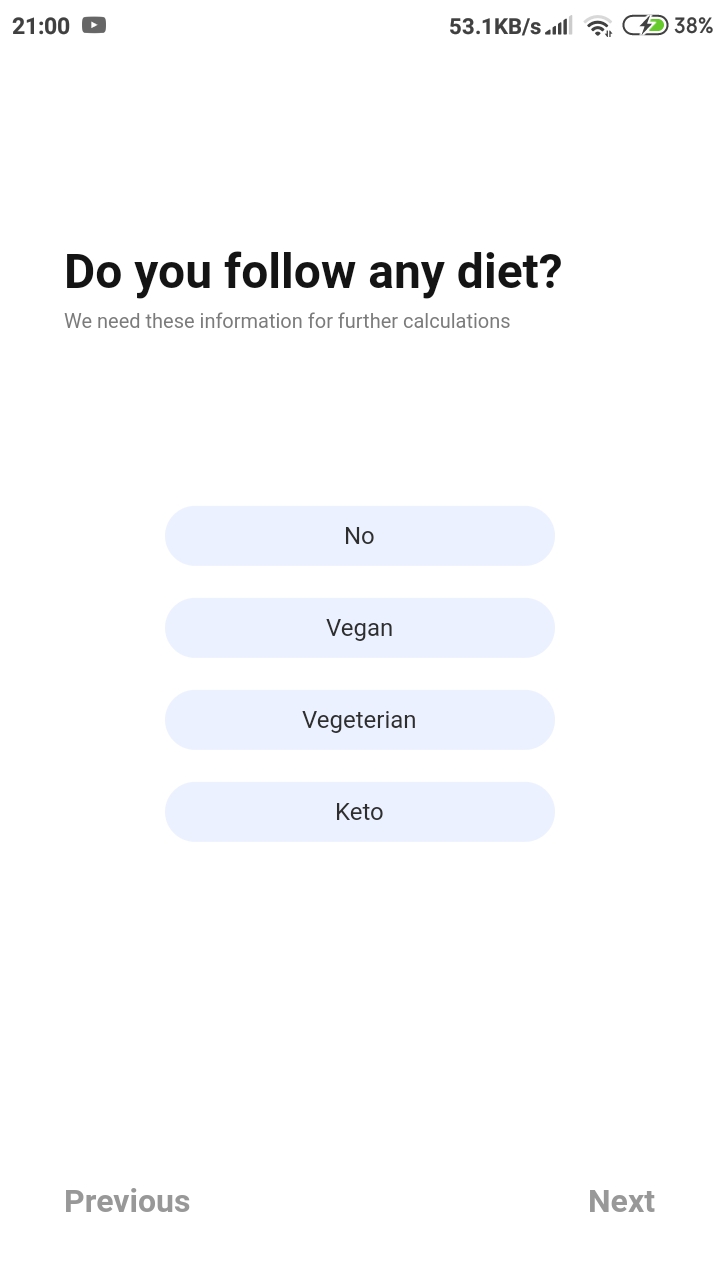 21:00 53.1KB/s 38%
Do you follow any diet?
We need these information for further calculations
No
Vegan
Vegeterian
Keto
Previous Next